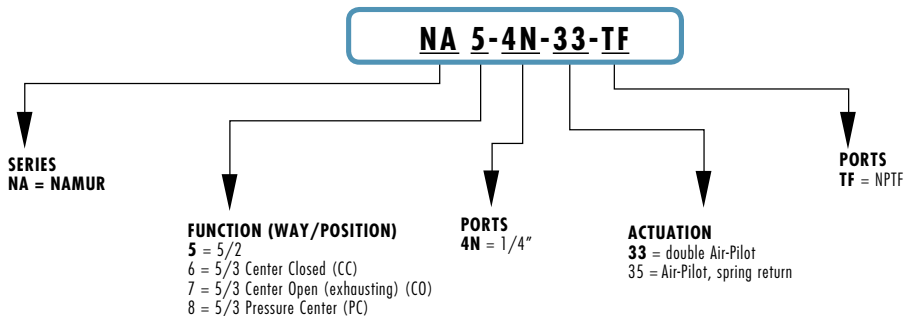 NA 5-4N-33-TF
SERIES
NA = NAMUR
FUNCTION (WAY/POSITION)
5 = 5/2
6 = 5/3 Center Closed (CC)
7 = 5/3 Center Open (exhausting) (CO)
8 = 5/3 Pressure Center (PC)
PORTS
4N = 1/4"
ACTUATION
33 = double Air-Pilot
35 = Air-Pilot, spring return
PORTS
TF = NPTF